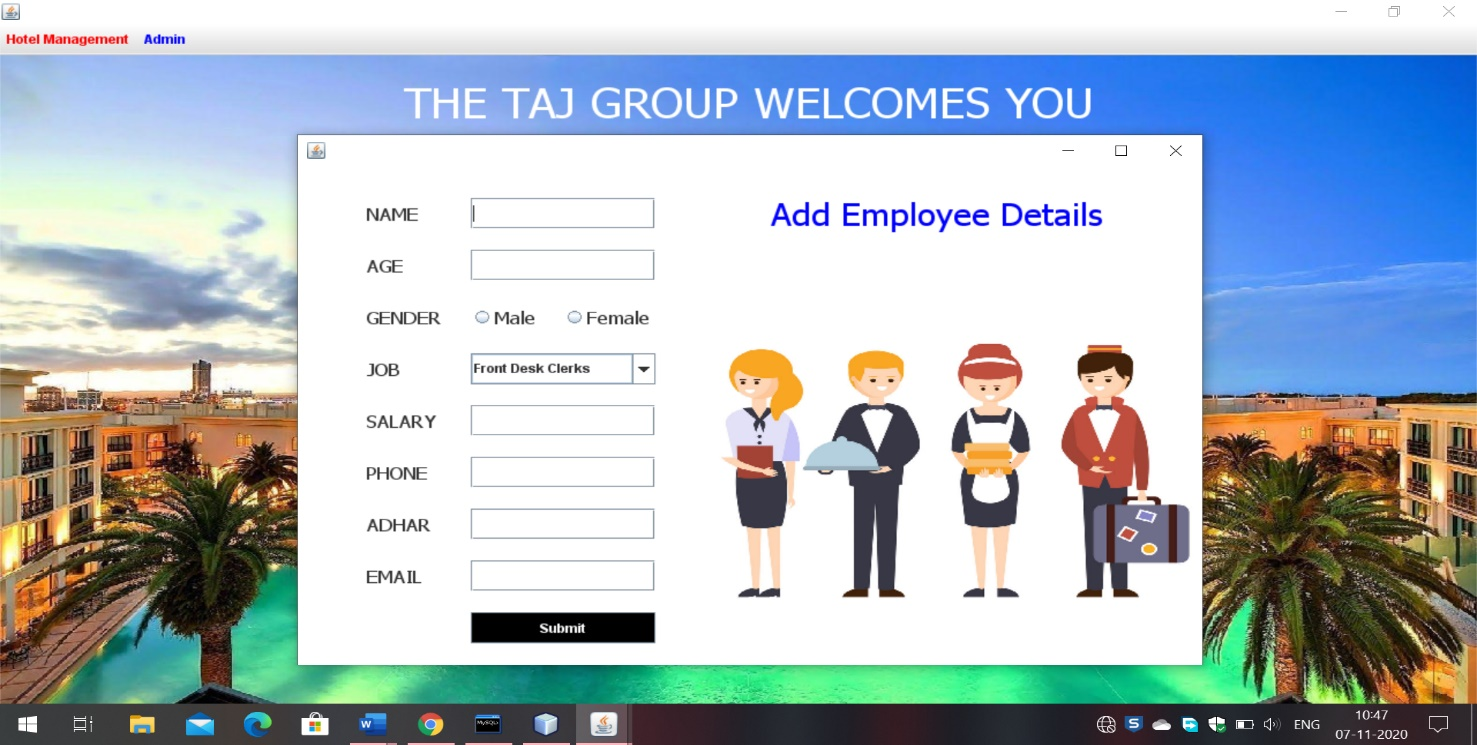 Hotel Management Admin
THE TAJ GROUP WELCOMES YOU
Add Employee Details
NAME
AGE
GENDER Male Female
JOB Front Desk Clerks
SALARY
PHONE
ADHAR
EMAIL
Submit
W MySQL S ENG 10:47
07-11-2020